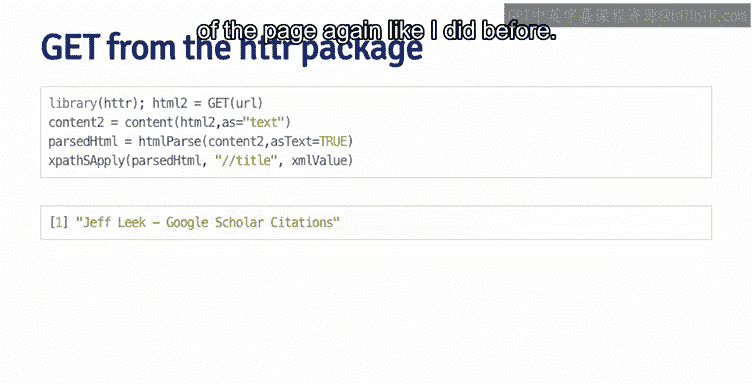 of the page again like I did before.
GET from the httr package
library(httr); html2 = GET(url)
content2 = content(html2,as="text")
parsedHtml = htmlParse(content2,asText=TRUE)
xpathSApply(parsedHtml, "//title", xmlValue)
[1] "Jeff Leek - Google Scholar Citations"